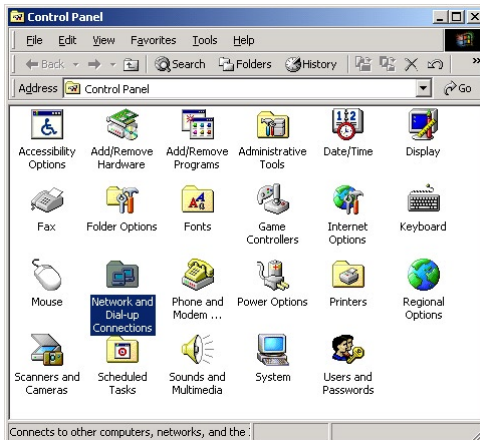 Control Panel
File Edit View Favorites Tools Help
Back Search Folders History »
Address Control Panel Go
Accessibility Options
Add/Remove Hardware
Add/Remove Programs
Administrative Tools
Date/Time
Display
Fax
Folder Options
Fonts
Game Controllers
Internet Options
Keyboard
Mouse
Network and Dial-up Connections
Phone and Modem ...
Power Options
Printers
Regional Options
Scanners and Cameras
Scheduled Tasks
Sounds and Multimedia
System
Users and Passwords
Connects to other computers, networks, and the